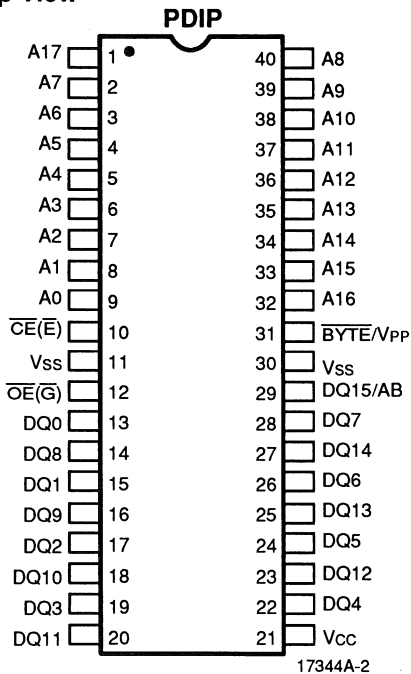 PDIP
A17 1 40 A8
A7 2 39 A9
A6 3 38 A10
A5 4 37 A11
A4 5 36 A12
A3 6 35 A13
A2 7 34 A14
A1 8 33 A15
A0 9 32 A16
C̅E̅(E̅) 10 31 B̅Y̅T̅E̅/VPP
VSS 11 30 VSS
O̅E̅(G̅) 12 29 DQ15/AB
DQ0 13 28 DQ7
DQ8 14 27 DQ14
DQ1 15 26 DQ6
DQ9 16 25 DQ13
DQ2 17 24 DQ5
DQ10 18 23 DQ12
DQ3 19 22 DQ4
DQ11 20 21 VCC
17344A-2